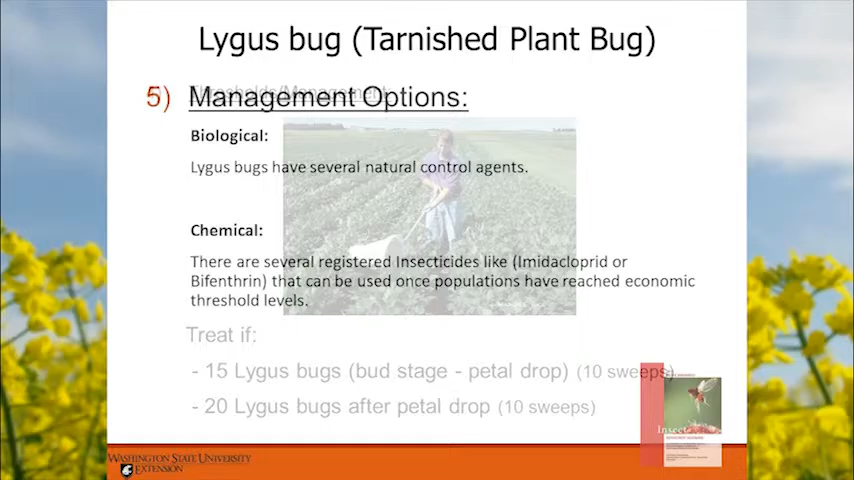 Lygus bug (Tarnished Plant Bug)
5) Management Options:
Thresholds/Management
Biological:
Lygus bugs have several natural control agents.
Chemical:
There are several registered Insecticides like (Imidacloprid or
Bifenthrin) that can be used once populations have reached economic
threshold levels.
Treat if:
- 15 Lygus bugs (bud stage - petal drop) (10 sweeps)
- 20 Lygus bugs after petal drop (10 sweeps)
Insect
WASHINGTON STATE UNIVERSITY
EXTENSION